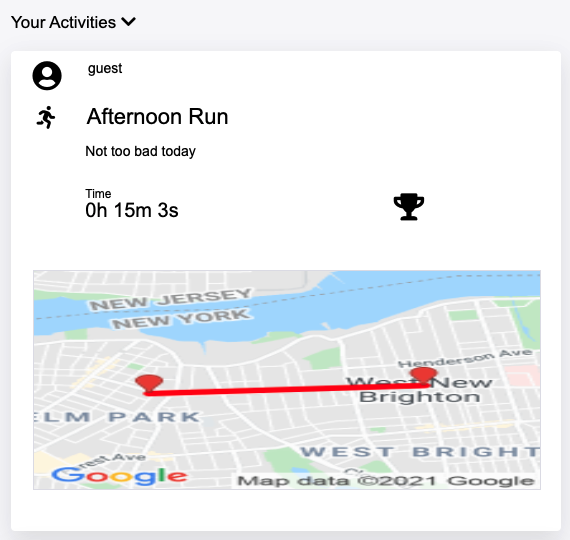 Your Activities
guest
Afternoon Run
Not too bad today
Time
0h 15m 3s
NEW JERSEY
NEW YORK
Henderson Ave
West New
Brighton
ELM PARK
WEST BRIGHT
rest Ave
Google
Map data ©2021 Google